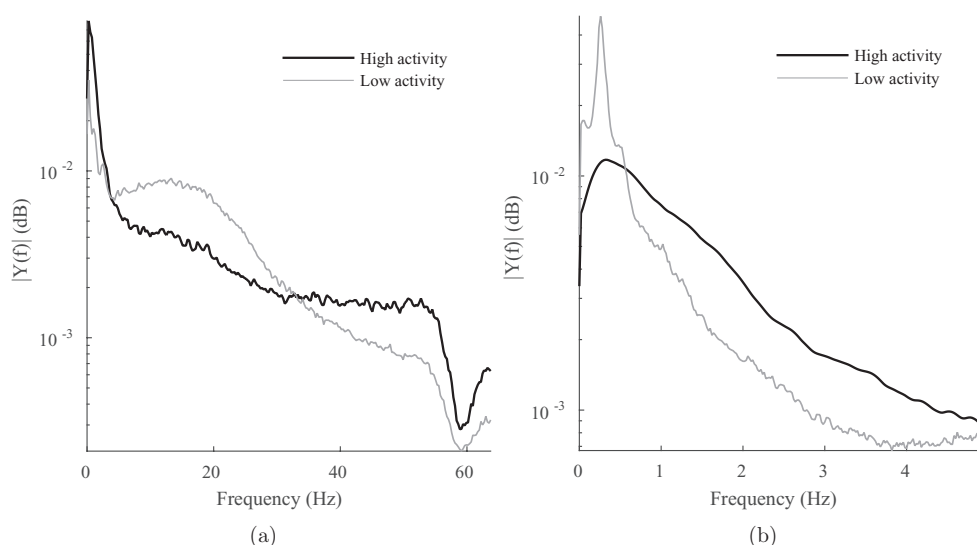 High activity
Low activity
10^-2
10^-3
|Y(f)| (dB)
0
20
40
60
Frequency (Hz)
(a)
High activity
Low activity
10^-2
10^-3
|Y(f)| (dB)
0
1
2
3
4
Frequency (Hz)
(b)